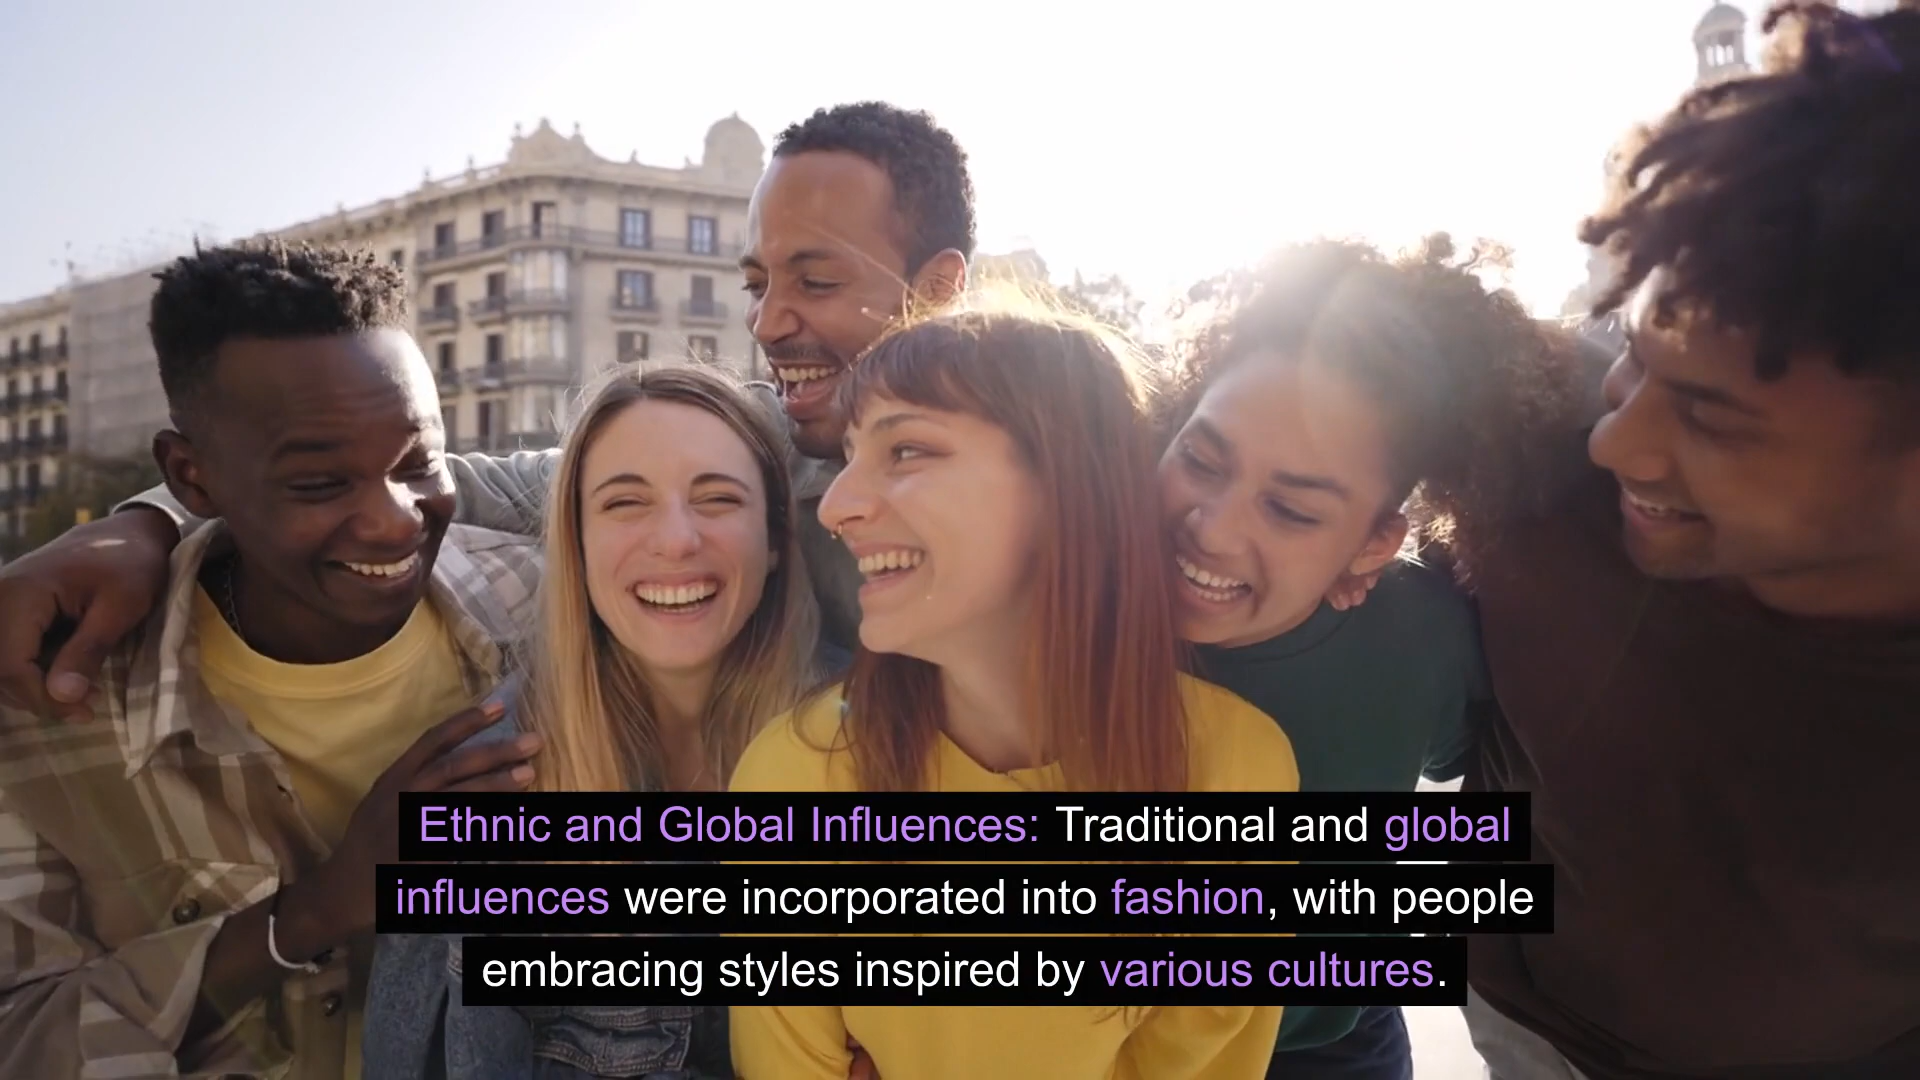 Ethnic and Global Influences: Traditional and global
influences were incorporated into fashion, with people
embracing styles inspired by various cultures.